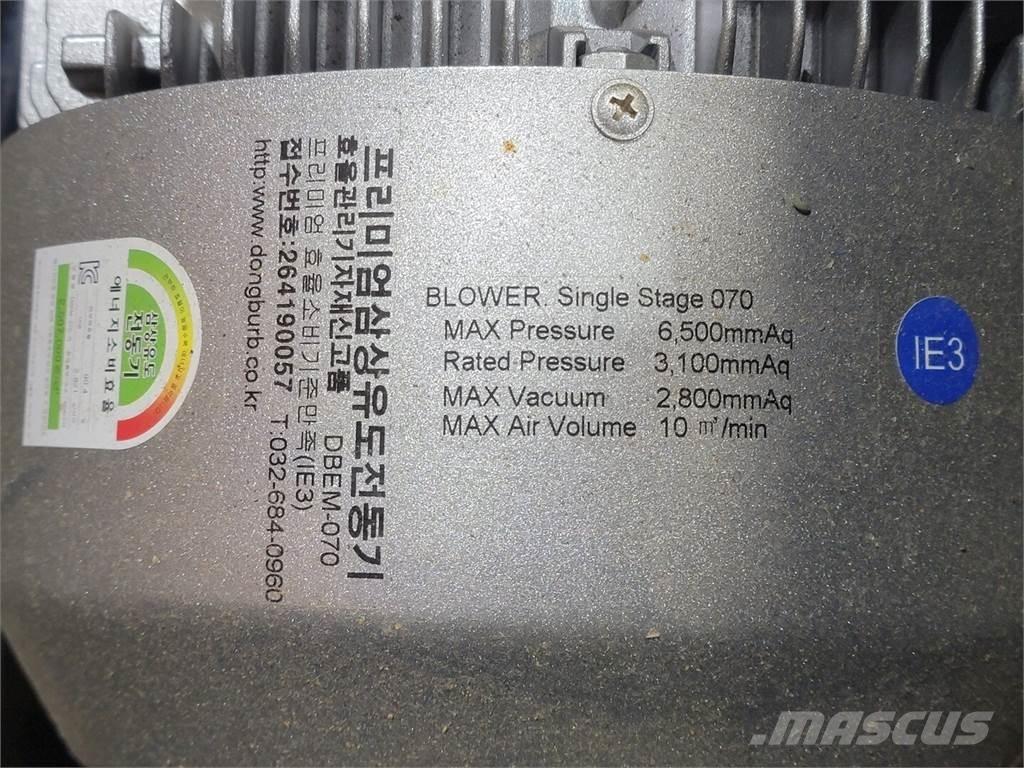 프리미엄삼상유도전동기
효율관리기자재신고품 DBEM-070
프리미엄 효율소비기준만족(IE3)
접수번호:264190057 T:032-684-0960
http:www.dongburb.co.kr
BLOWER. Single Stage 070
MAX Pressure 6,500mmAq
Rated Pressure 3,100mmAq
MAX Vacuum 2,800mmAq
MAX Air Volume 10 ㎥/min
IE3
삼상유도
전동기
에너지소비효율
MASCUS